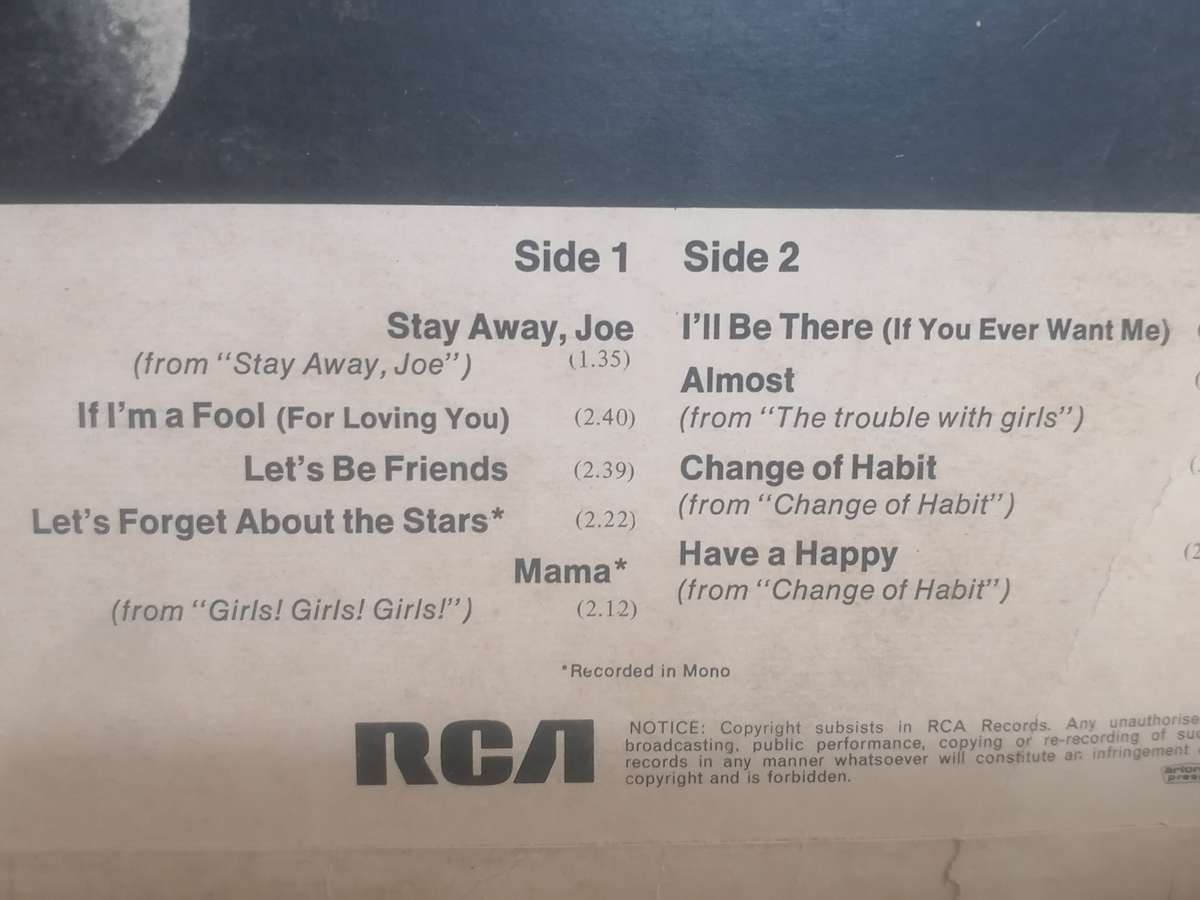 Side 1
Stay Away, Joe
(from "Stay Away, Joe") (1.35)
If I'm a Fool (For Loving You) (2.40)
Let's Be Friends (2.39)
Let's Forget About the Stars* (2.22)
Mama*
(from "Girls! Girls! Girls!") (2.12)
Side 2
I'll Be There (If You Ever Want Me)
Almost
(from "The trouble with girls")
Change of Habit
(from "Change of Habit")
Have a Happy
(from "Change of Habit")
*Recorded in Mono
RCA
NOTICE: Copyright subsists in RCA Records. Any
broadcasting, public performance, copying or re-recording of
records in any manner whatsoever will constitute an infringement
copyright and is forbidden.